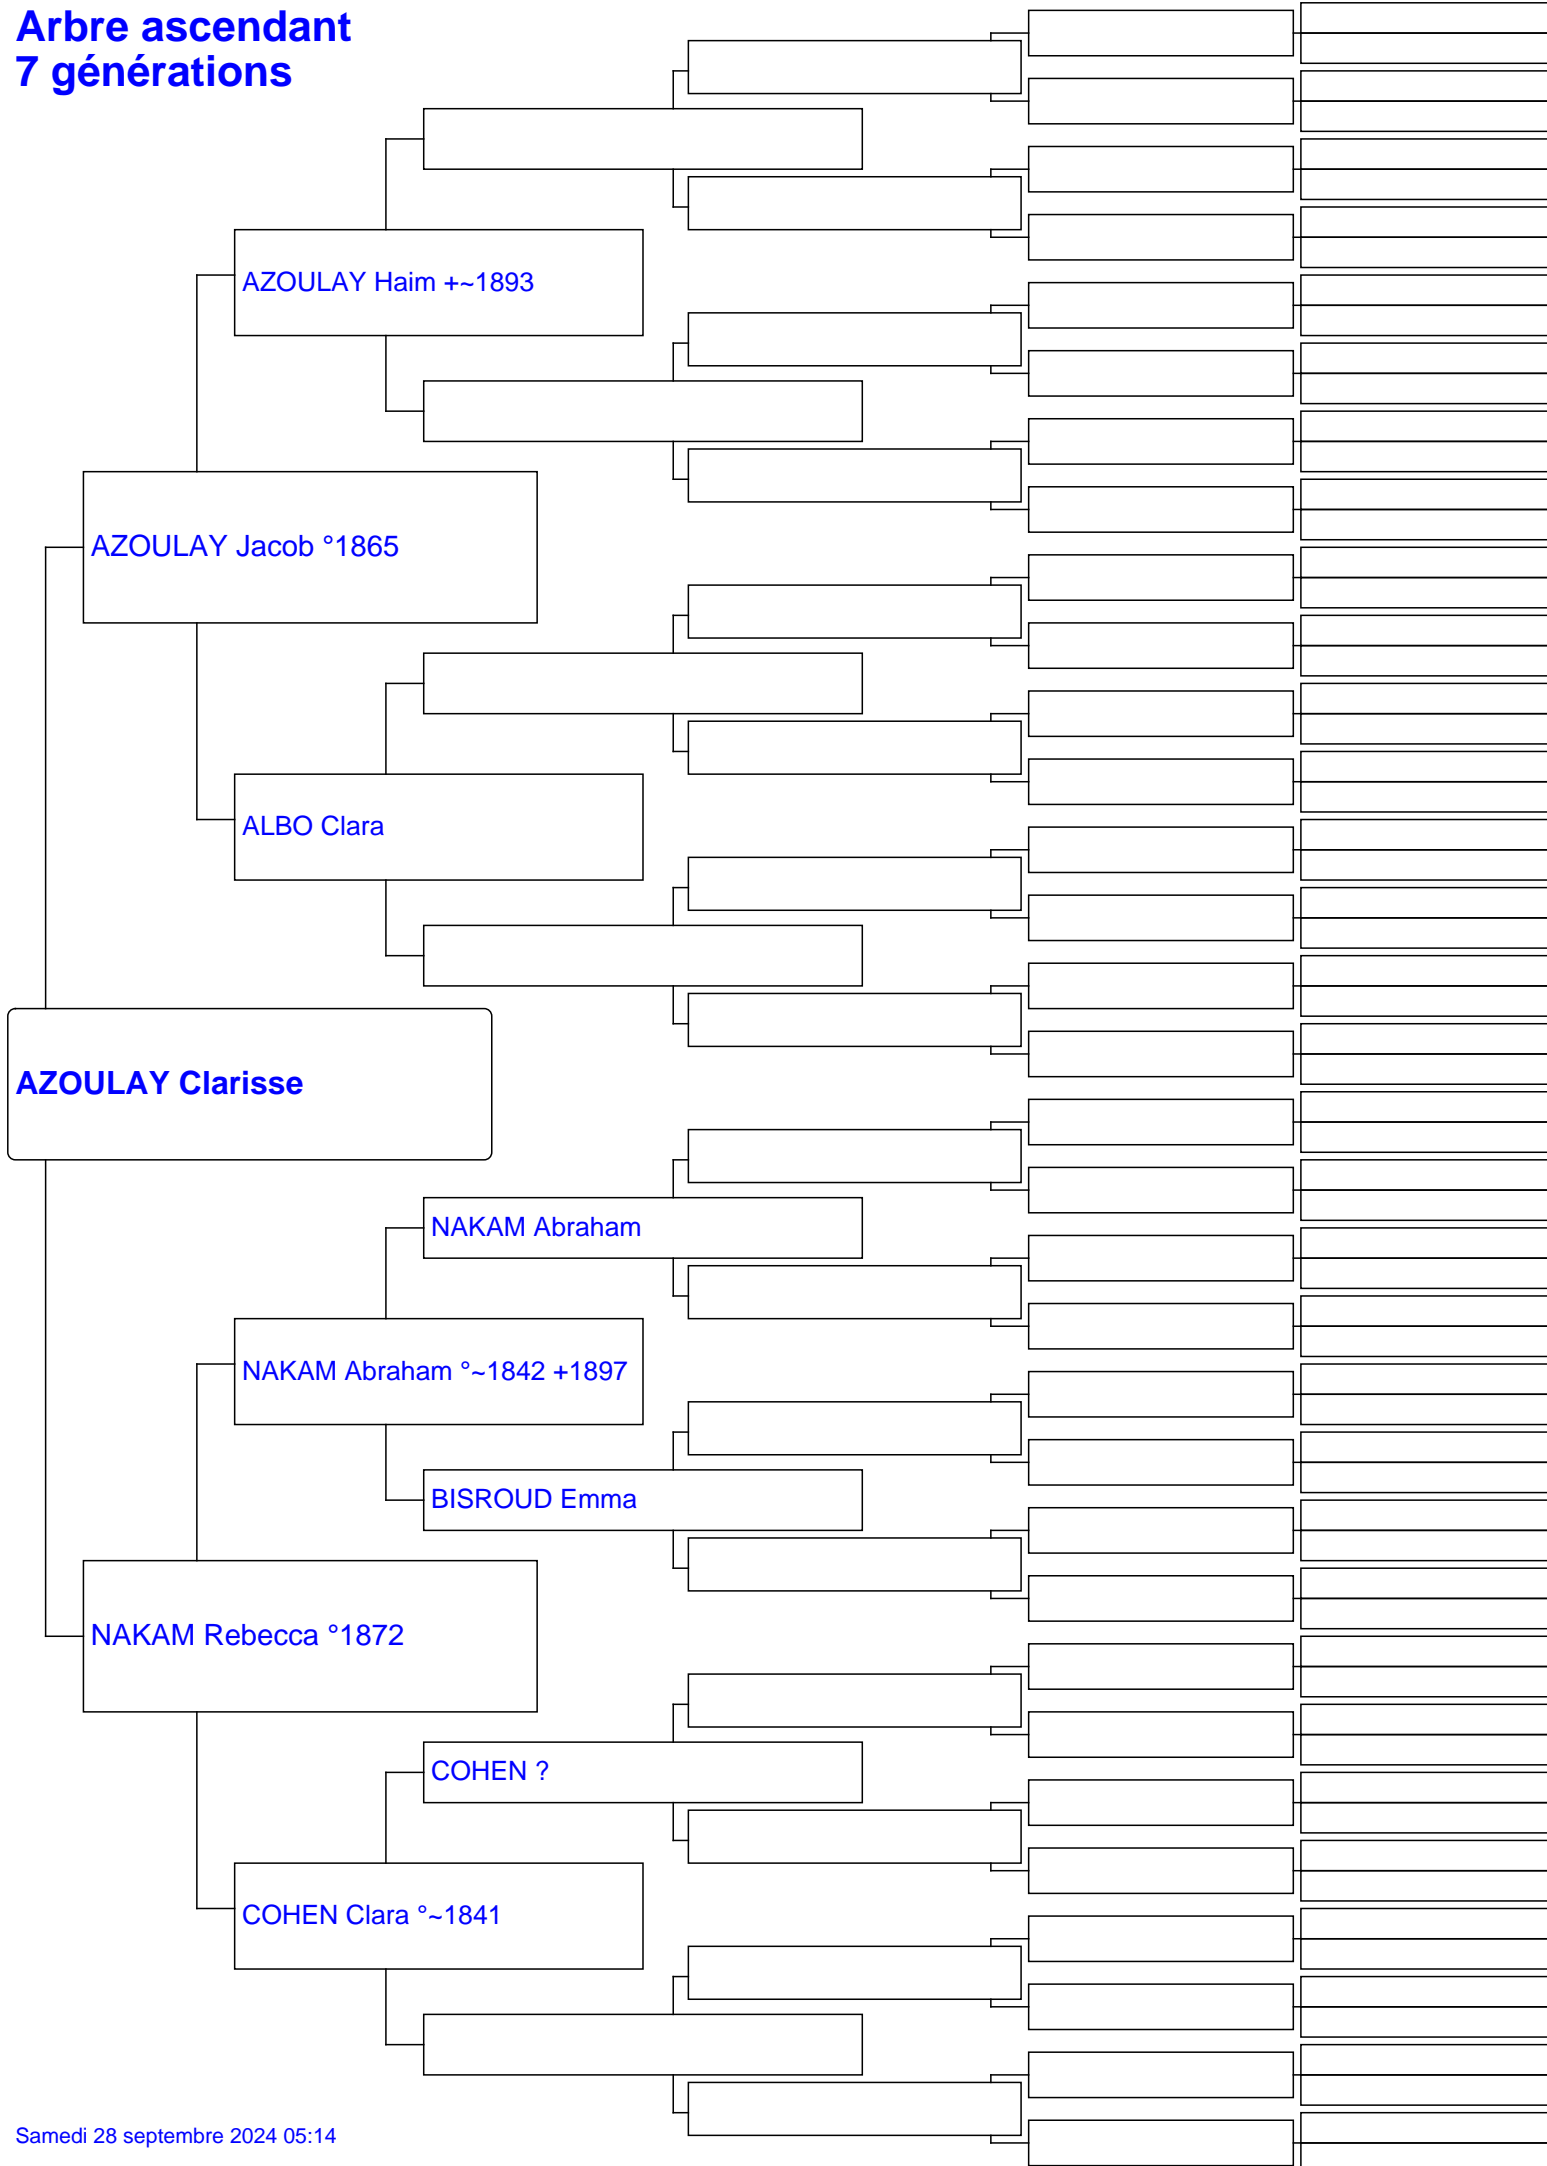 Arbre ascendant
7 générations
AZOULAY Haim +~1893
AZOULAY Jacob °1865
ALBO Clara
AZOULAY Clarisse
NAKAM Abraham
NAKAM Abraham °~1842 +1897
BISROUD Emma
NAKAM Rebecca °1872
COHEN ?
COHEN Clara °~1841
Samedi 28 septembre 2024 05:14